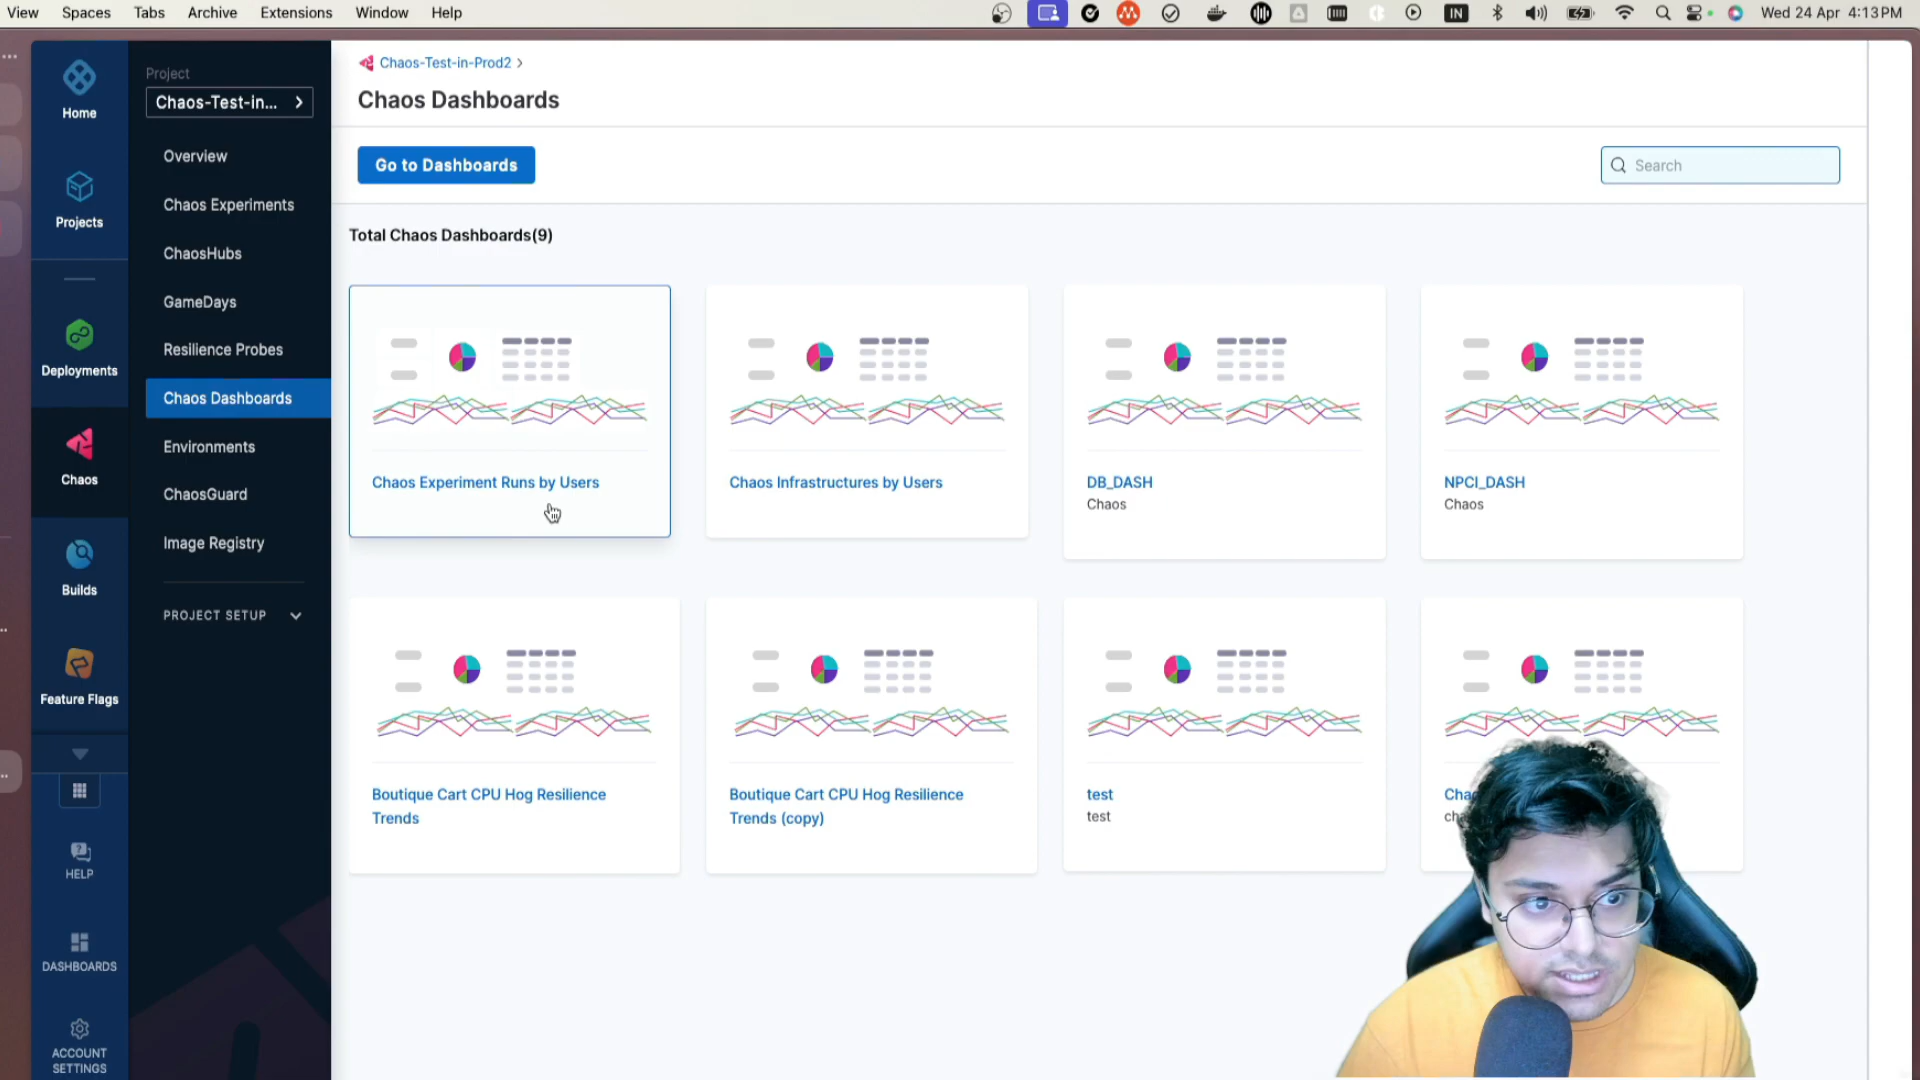 View Spaces Tabs Archive Extensions Window Help
IN
Wed 24 Apr 4:13 PM
Home
Projects
Deployments
Chaos
Builds
Feature Flags
HELP
DASHBOARDS
ACCOUNT
SETTINGS
Project
Chaos-Test-in...
Overview
Chaos Experiments
ChaosHubs
GameDays
Resilience Probes
Chaos Dashboards
Environments
ChaosGuard
Image Registry
PROJECT SETUP
Chaos-Test-in-Prod2
Chaos Dashboards
Go to Dashboards
Search
Total Chaos Dashboards(9)
Chaos Experiment Runs by Users
Chaos Infrastructures by Users
DB_DASH
Chaos
NPCI_DASH
Chaos
Boutique Cart CPU Hog Resilience
Trends
Boutique Cart CPU Hog Resilience
Trends (copy)
test
test